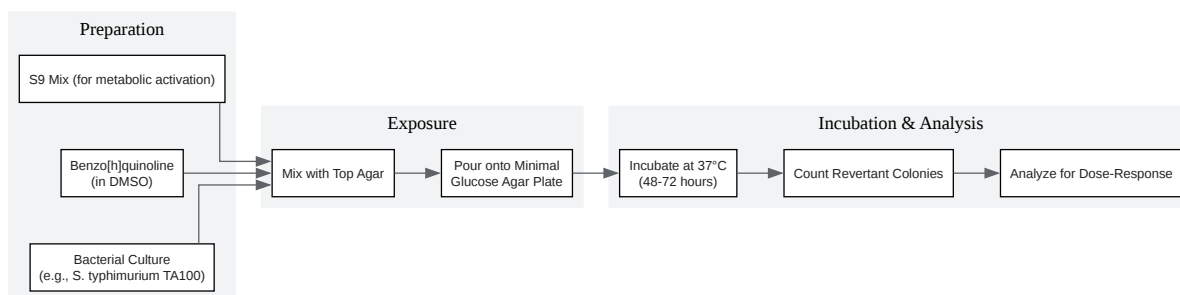 Preparation
S9 Mix (for metabolic activation)
Benzo[h]quinoline
(in DMSO)
Bacterial Culture
(e.g., S. typhimurium TA100)
Exposure
Mix with Top Agar
Pour onto Minimal
Glucose Agar Plate
Incubation & Analysis
Incubate at 37°C
(48-72 hours)
Count Revertant Colonies
Analyze for Dose-Response